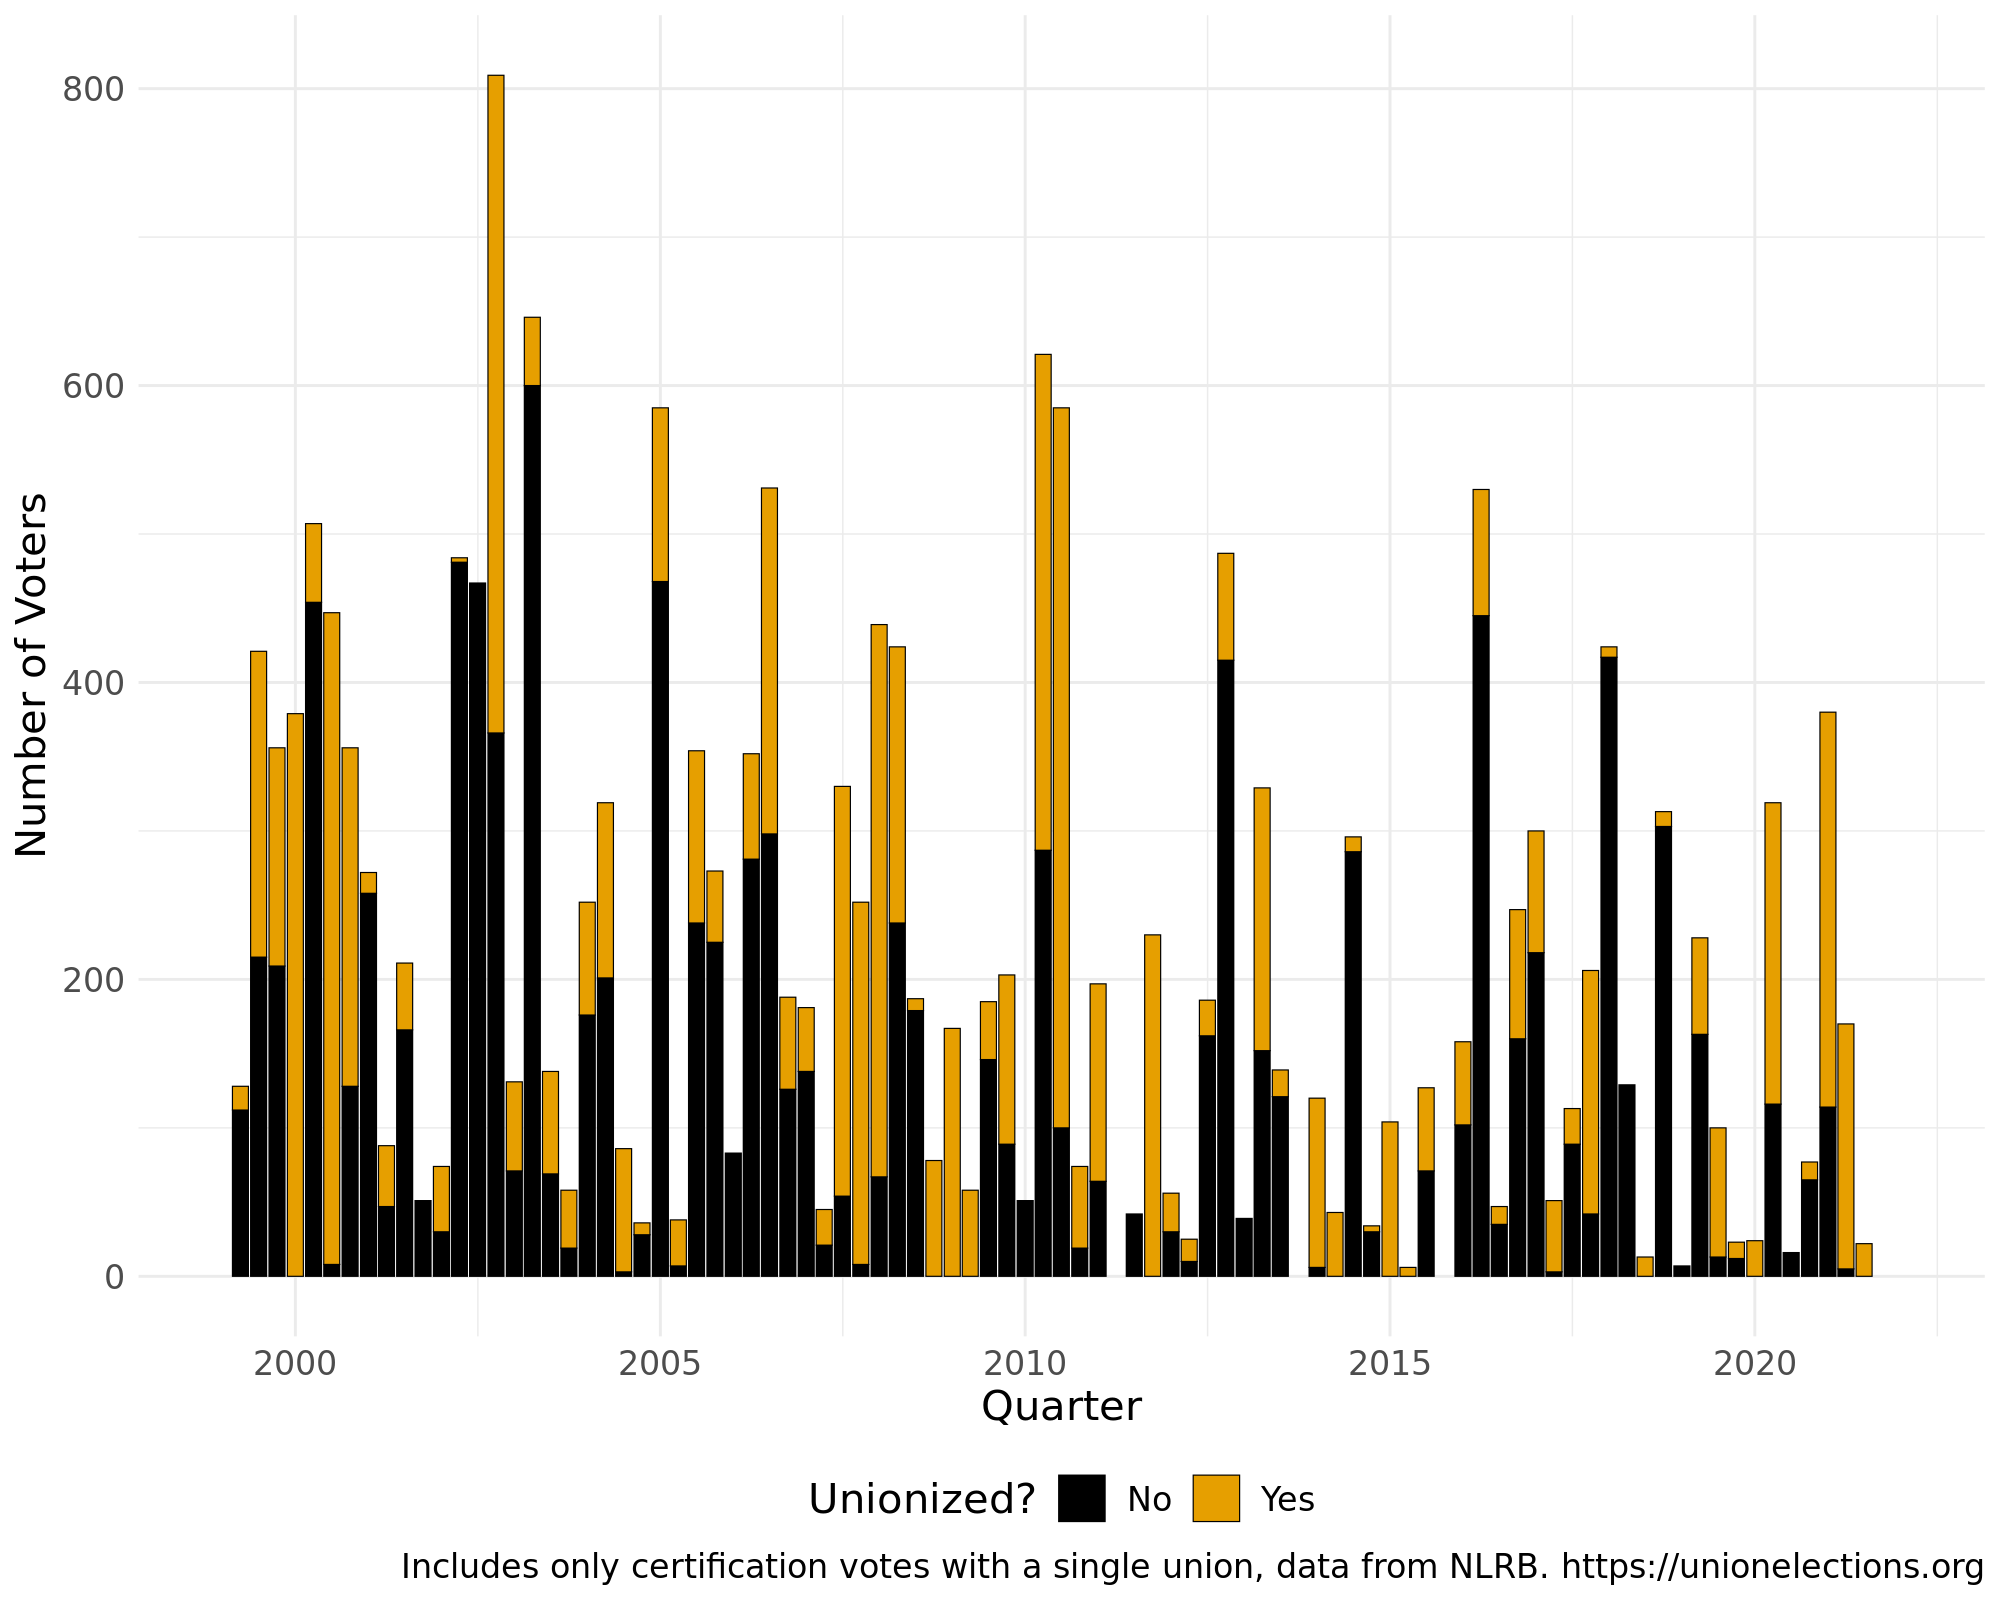 800
600
400
200
0
Number of Voters
2000 2005 2010 2015 2020
Quarter
Unionized? No Yes
Includes only certification votes with a single union, data from NLRB. https://unionelections.org